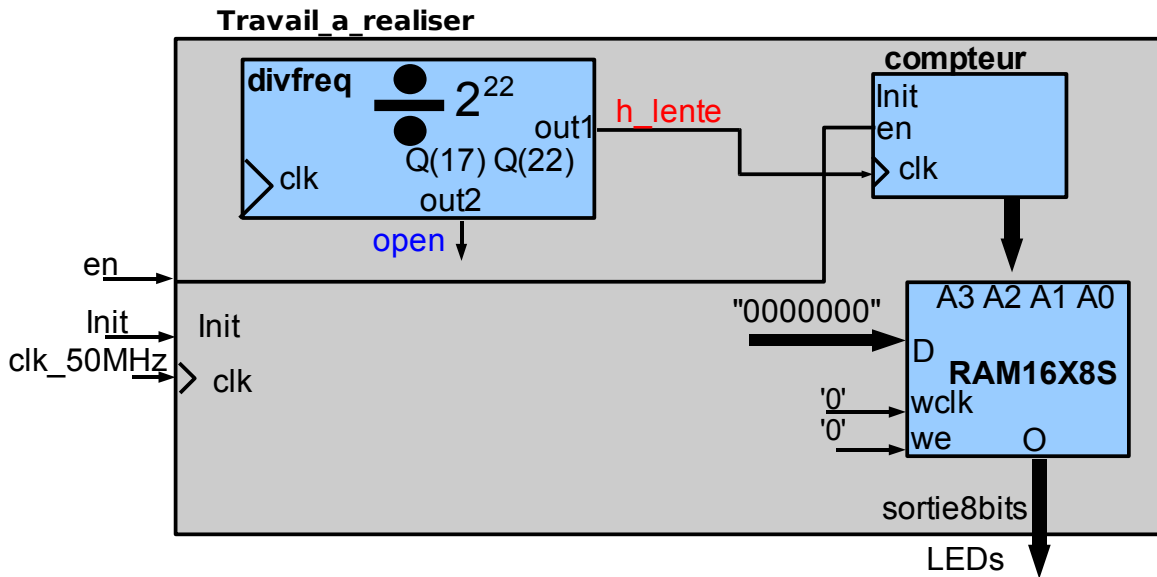 Travail_a_realiser
divfreq
÷ 2^22
out1
Q(17) Q(22)
clk
out2
open
h_lente
compteur
Init
en
clk
en
Init
Init
clk_50MHz
clk
"0000000"
A3 A2 A1 A0
D
RAM16X8S
'0'
wclk
'0'
we
O
sortie8bits
LEDs